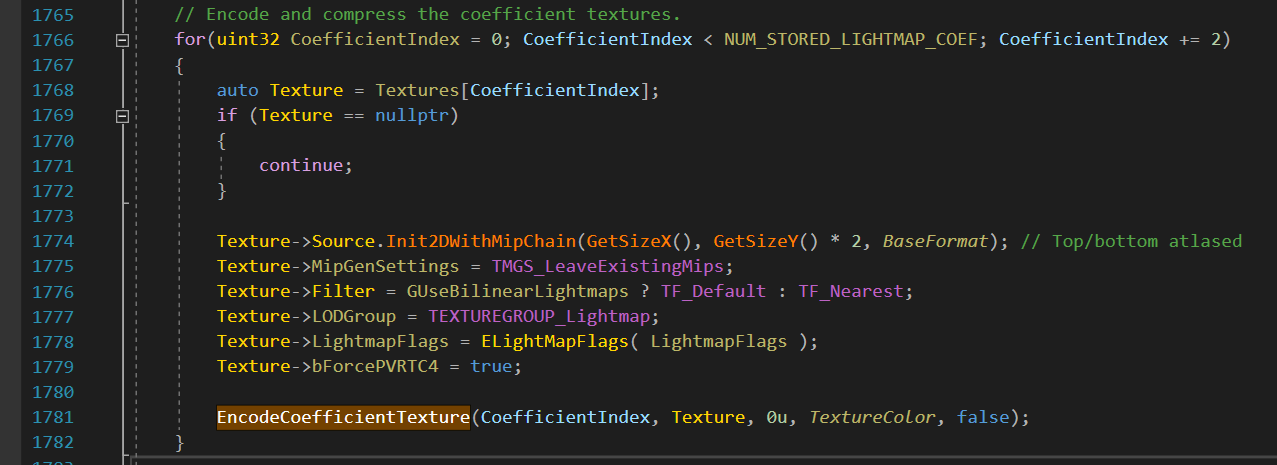 1765 // Encode and compress the coefficient textures.
1766 for(uint32 CoefficientIndex = 0; CoefficientIndex < NUM_STORED_LIGHTMAP_COEF; CoefficientIndex += 2)
1767 {
1768 auto Texture = Textures[CoefficientIndex];
1769 if (Texture == nullptr)
1770 {
1771 continue;
1772 }
1773
1774 Texture->Source.Init2DWithMipChain(GetSizeX(), GetSizeY() * 2, BaseFormat); // Top/bottom atlased
1775 Texture->MipGenSettings = TMGS_LeaveExistingMips;
1776 Texture->Filter = GUseBilinearLightmaps ? TF_Default : TF_Nearest;
1777 Texture->LODGroup = TEXTUREGROUP_Lightmap;
1778 Texture->LightmapFlags = ELightMapFlags( LightmapFlags );
1779 Texture->bForcePVRTC4 = true;
1780
1781 EncodeCoefficientTexture(CoefficientIndex, Texture, 0u, TextureColor, false);
1782 }